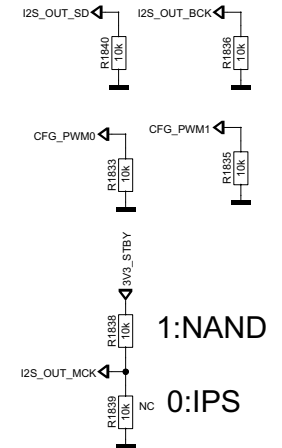 I2S_OUT_SD
R1840
10k
I2S_OUT_BCK
R1836
10k
CFG_PWM0
R1833
10k
CFG_PWM1
R1835
10k
3V3_STBY
R1838
10k
1:NAND
I2S_OUT_MCK
R1839
10k
NC
0:IPS